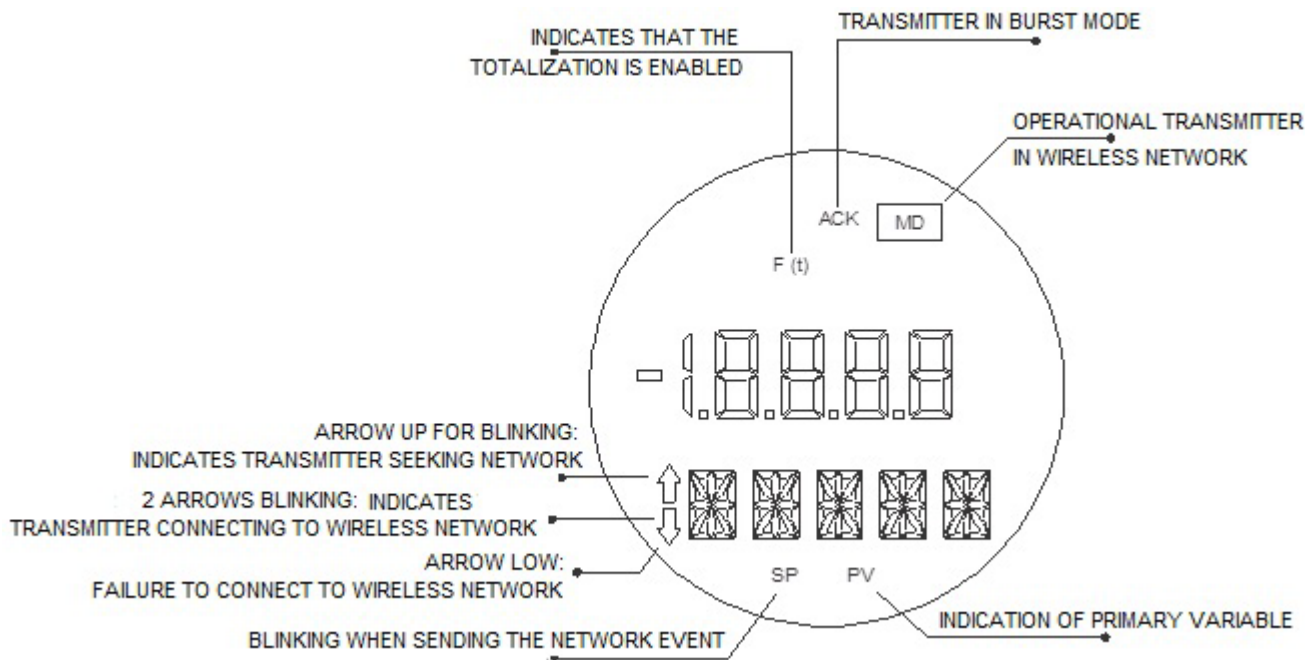 TRANSMITTER IN BURST MODE
INDICATES THAT THE
TOTALIZATION IS ENABLED
OPERATIONAL TRANSMITTER
IN WIRELESS NETWORK
ACK
MD
F (t)
-1.8.8.8.8
ARROW UP FOR BLINKING:
INDICATES TRANSMITTER SEEKING NETWORK
2 ARROWS BLINKING: INDICATES
TRANSMITTER CONNECTING TO WIRELESS NETWORK
ARROW LOW:
FAILURE TO CONNECT TO WIRELESS NETWORK
SP PV
BLINKING WHEN SENDING THE NETWORK EVENT
INDICATION OF PRIMARY VARIABLE